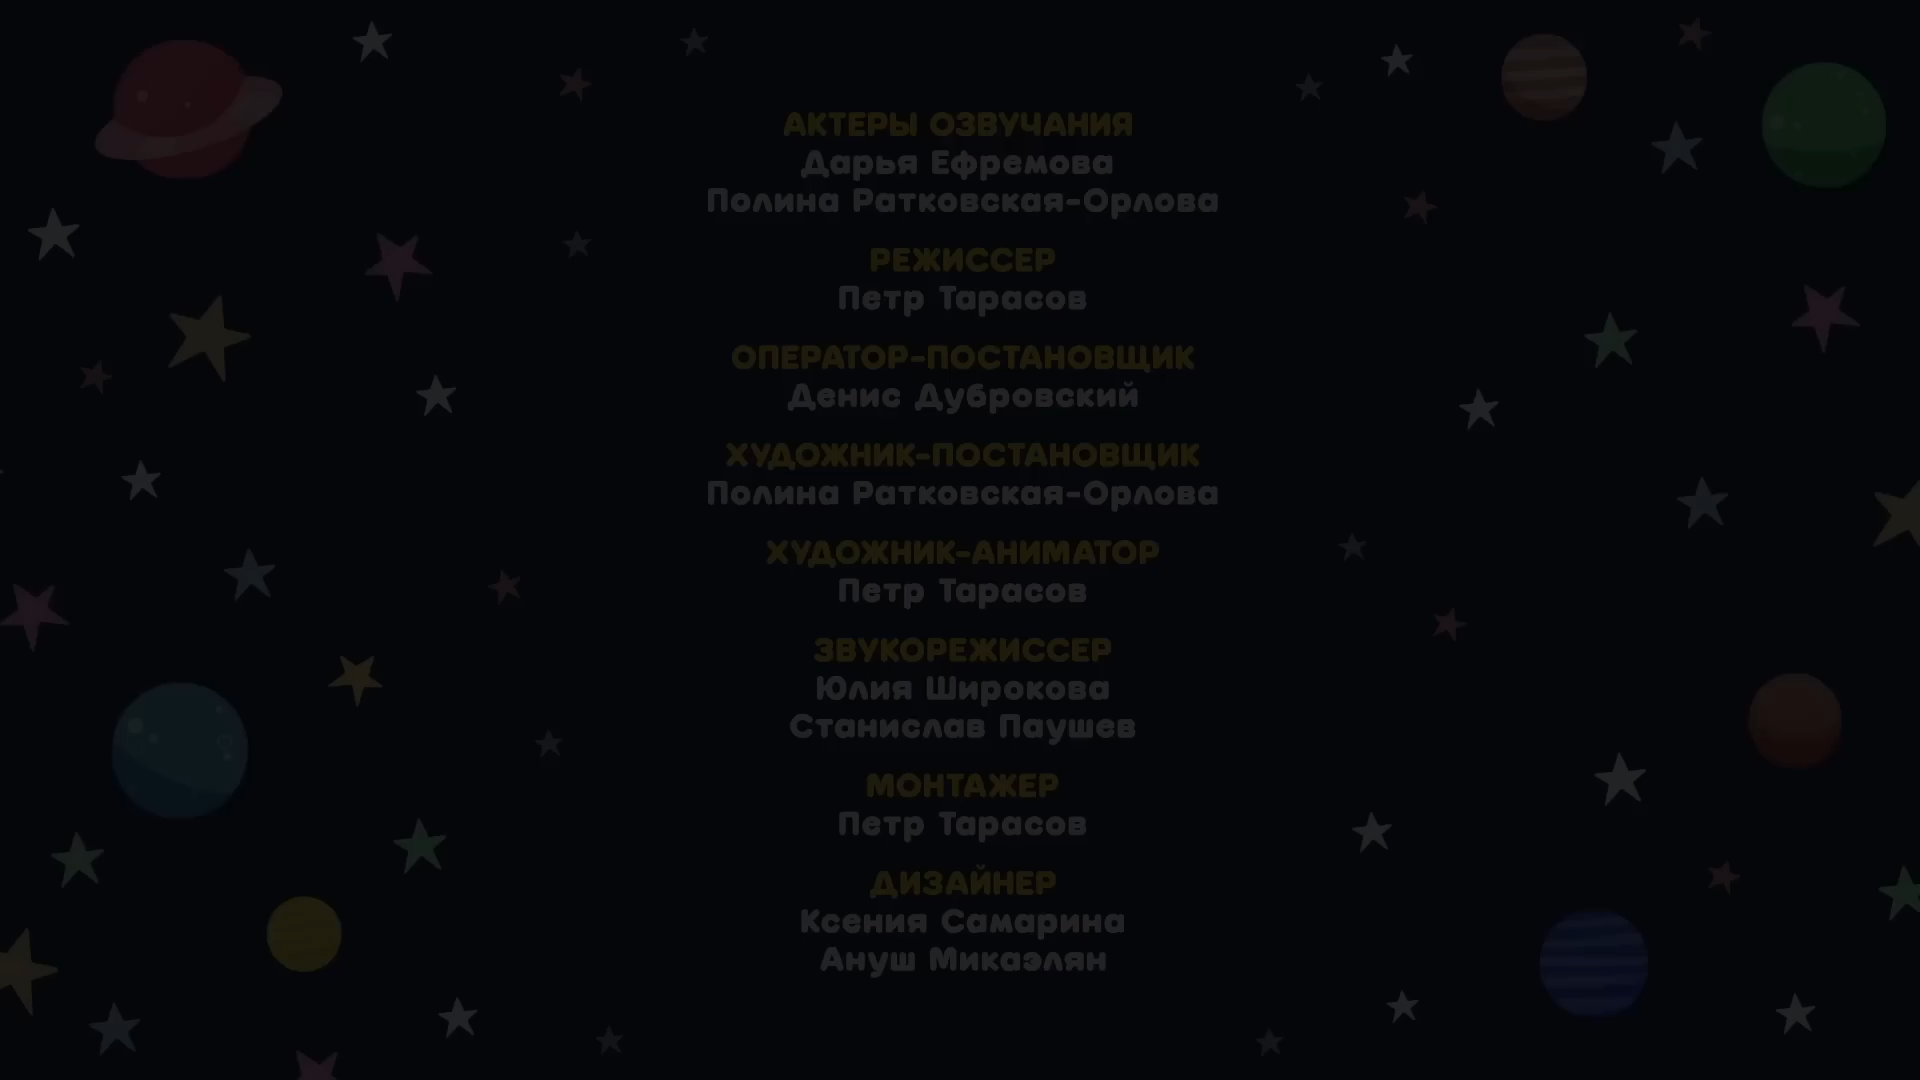 АКТЕРЫ ОЗВУЧАНИЯ
Дарья Ефремова
Полина Ратковская-Орлова
РЕЖИССЕР
Петр Тарасов
ОПЕРАТОР-ПОСТАНОВЩИК
Денис Дубровский
ХУДОЖНИК-ПОСТАНОВЩИК
Полина Ратковская-Орлова
ХУДОЖНИК-АНИМАТОР
Петр Тарасов
ЗВУКОРЕЖИССЕР
Юлия Широкова
Станислав Паушев
МОНТАЖЕР
Петр Тарасов
ДИЗАЙНЕР
Ксения Самарина
Ануш Микаэлян